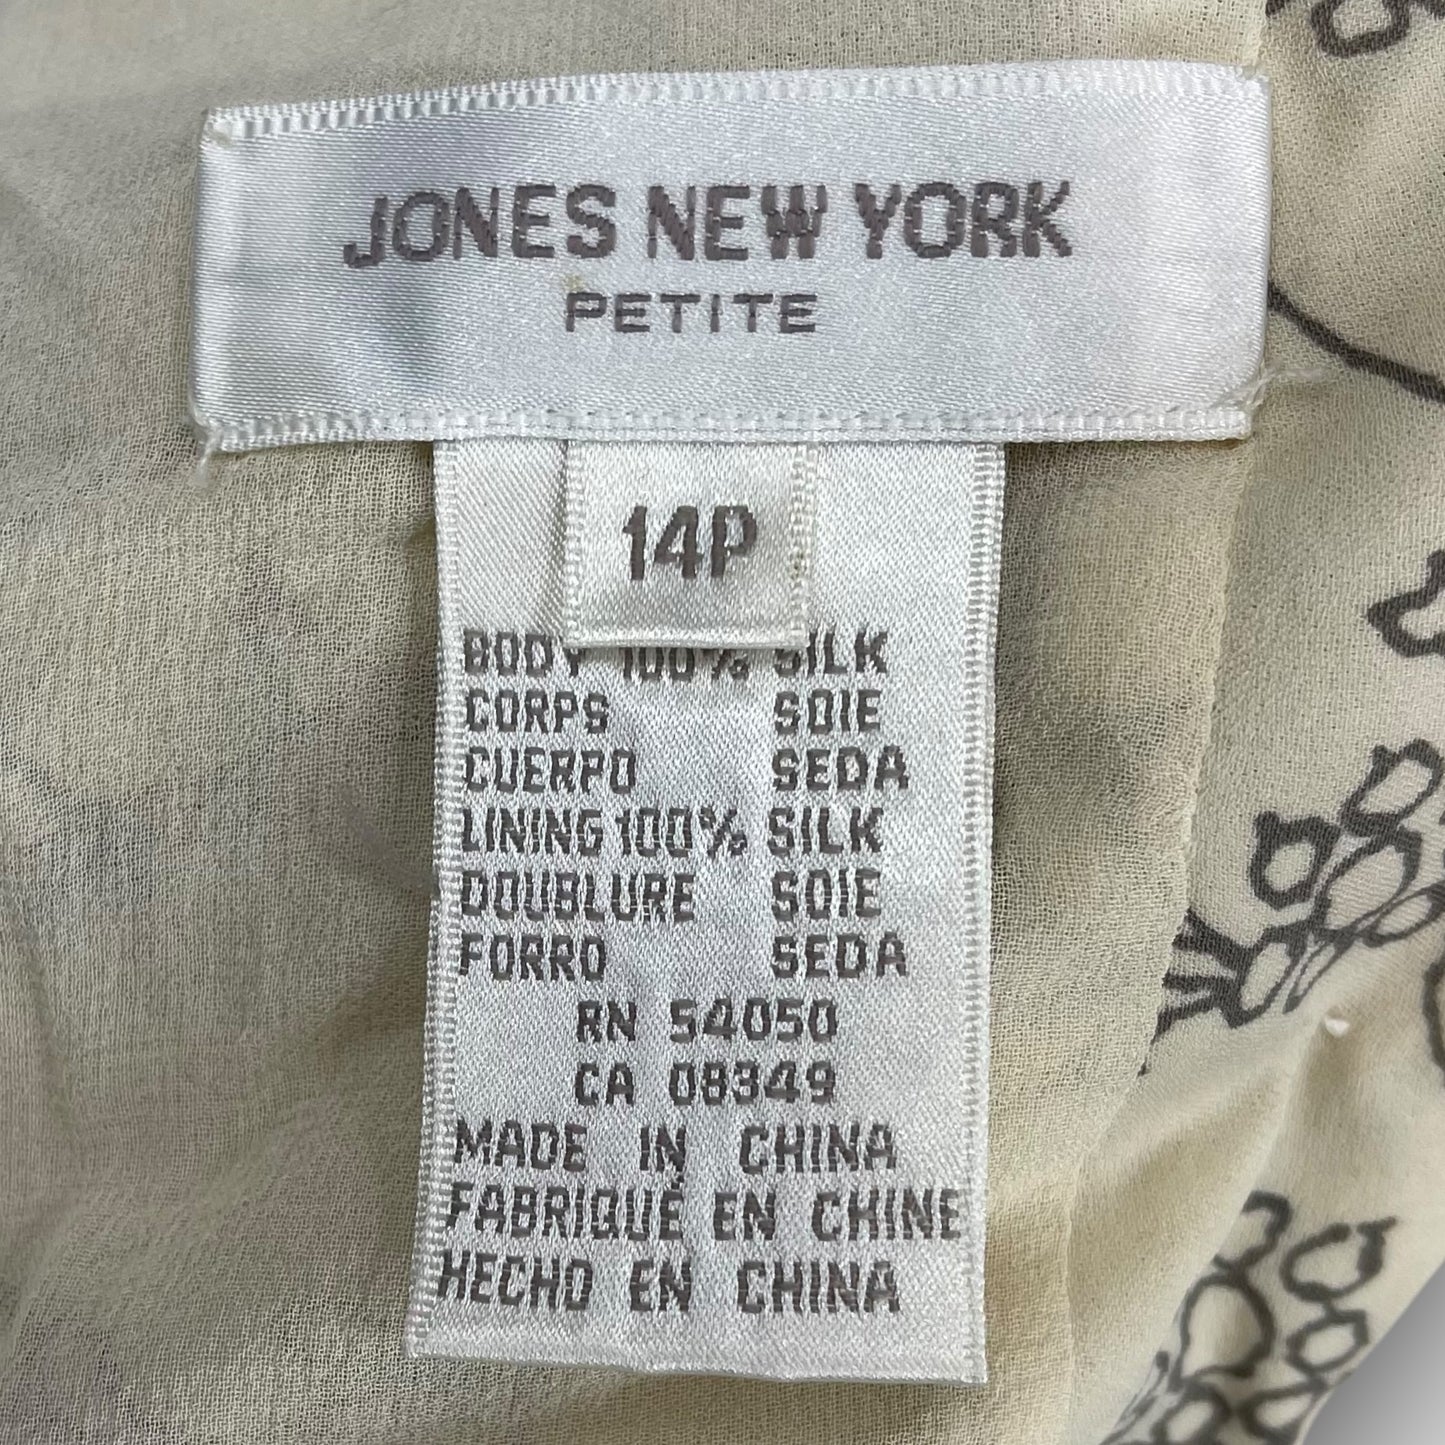 JONES NEW YORK
PETITE
14P
BODY 100% SILK
CORPS SOIE
CUERPO SEDA
LINING 100% SILK
DOUBLURE SOIE
FORRO SEDA
RN 54050
CA 08349
MADE IN CHINA
FABRIQUÉ EN CHINE
HECHO EN CHINA